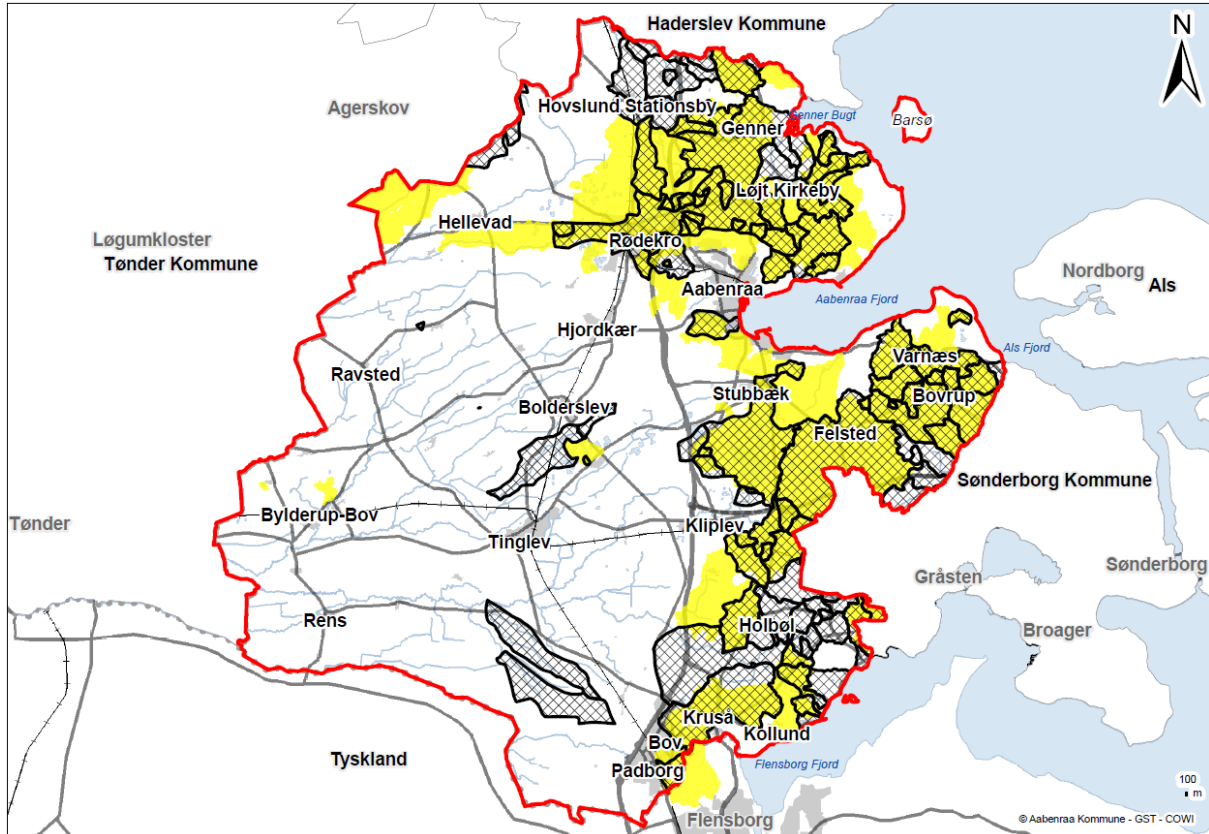 Haderslev Kommune
N
Agerskov
Hovslund Stationsby
Genner Bugt
Barsø
Genner
Løjt Kirkeby
Hellevad
Løgumkloster
Rødekro
Tønder Kommune
Nordborg
Als
Aabenraa
Aabenraa Fjord
Hjordkær
Als Fjord
Varnæs
Ravsted
Stubbæk
Bovrup
Bolderslev
Felsted
Sønderborg Kommune
Bylderup-Bov
Tønder
Kliplev
Tinglev
Gråsten
Sønderborg
Rens
Holbøl
Broager
Kruså
Kollund
Bov
Tyskland
Flensborg Fjord
Padborg
100
m
Flensborg
© Aabenraa Kommune - GST - COWI